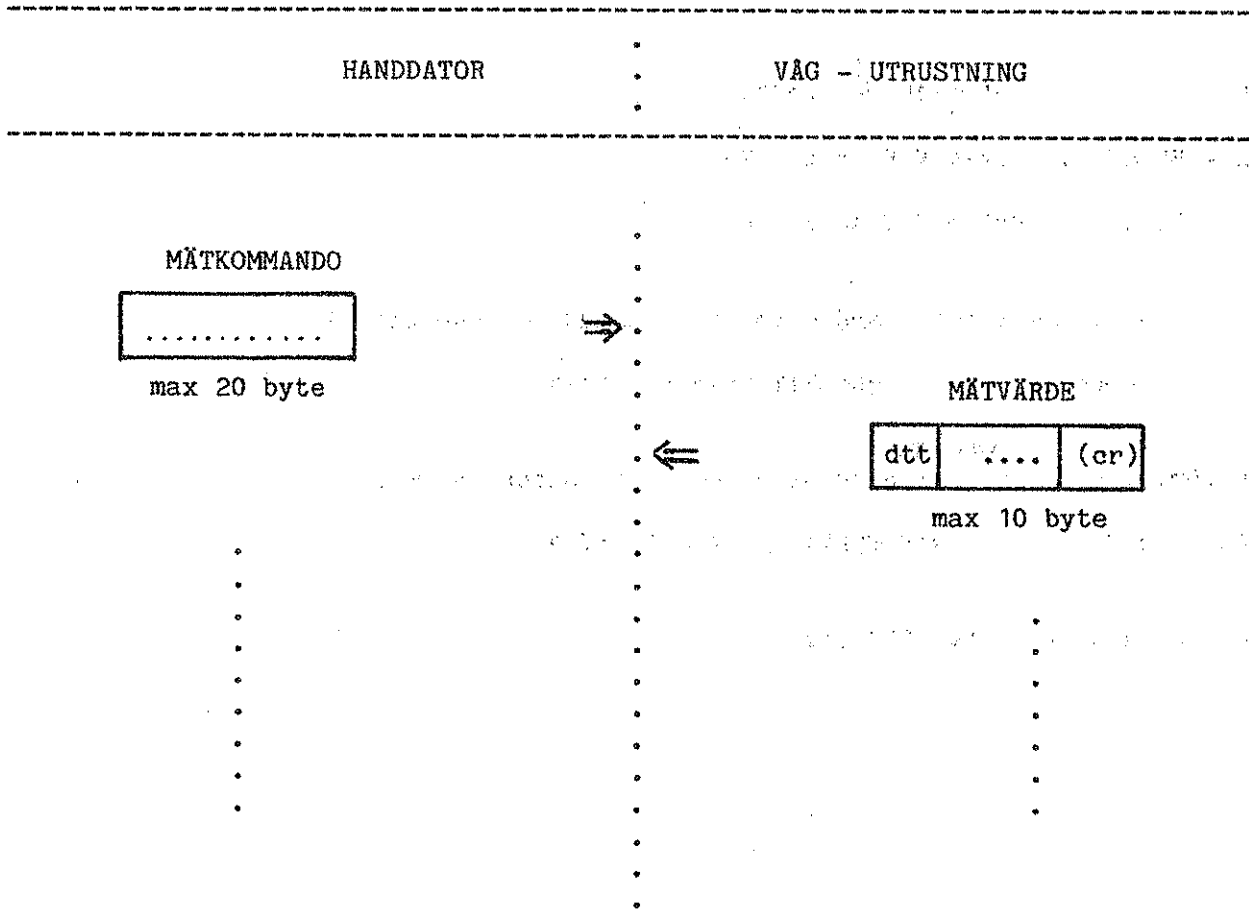 HANDDATOR VÅG - UTRUSTNING
MÄTKOMMANDO
............
max 20 byte
MÄTVÄRDE
dtt .... (cr)
max 10 byte